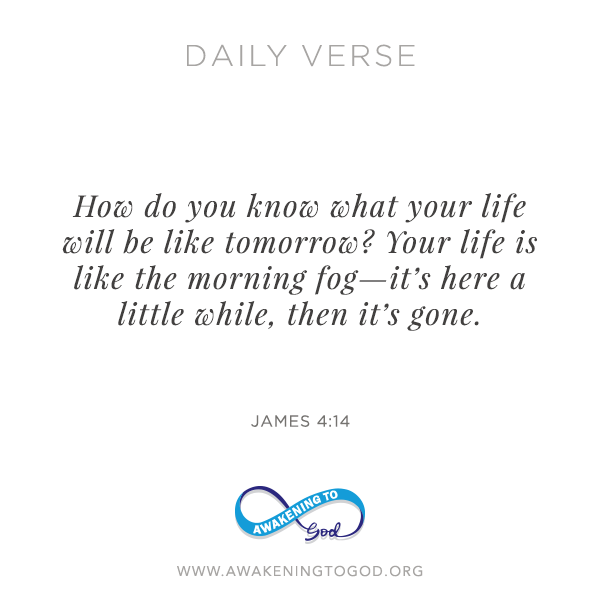 DAILY VERSE
How do you know what your life
will be like tomorrow? Your life is
like the morning fog—it’s here a
little while, then it’s gone.
JAMES 4:14
AWAKENING TO
God
WWW.AWAKENINGTOGOD.ORG